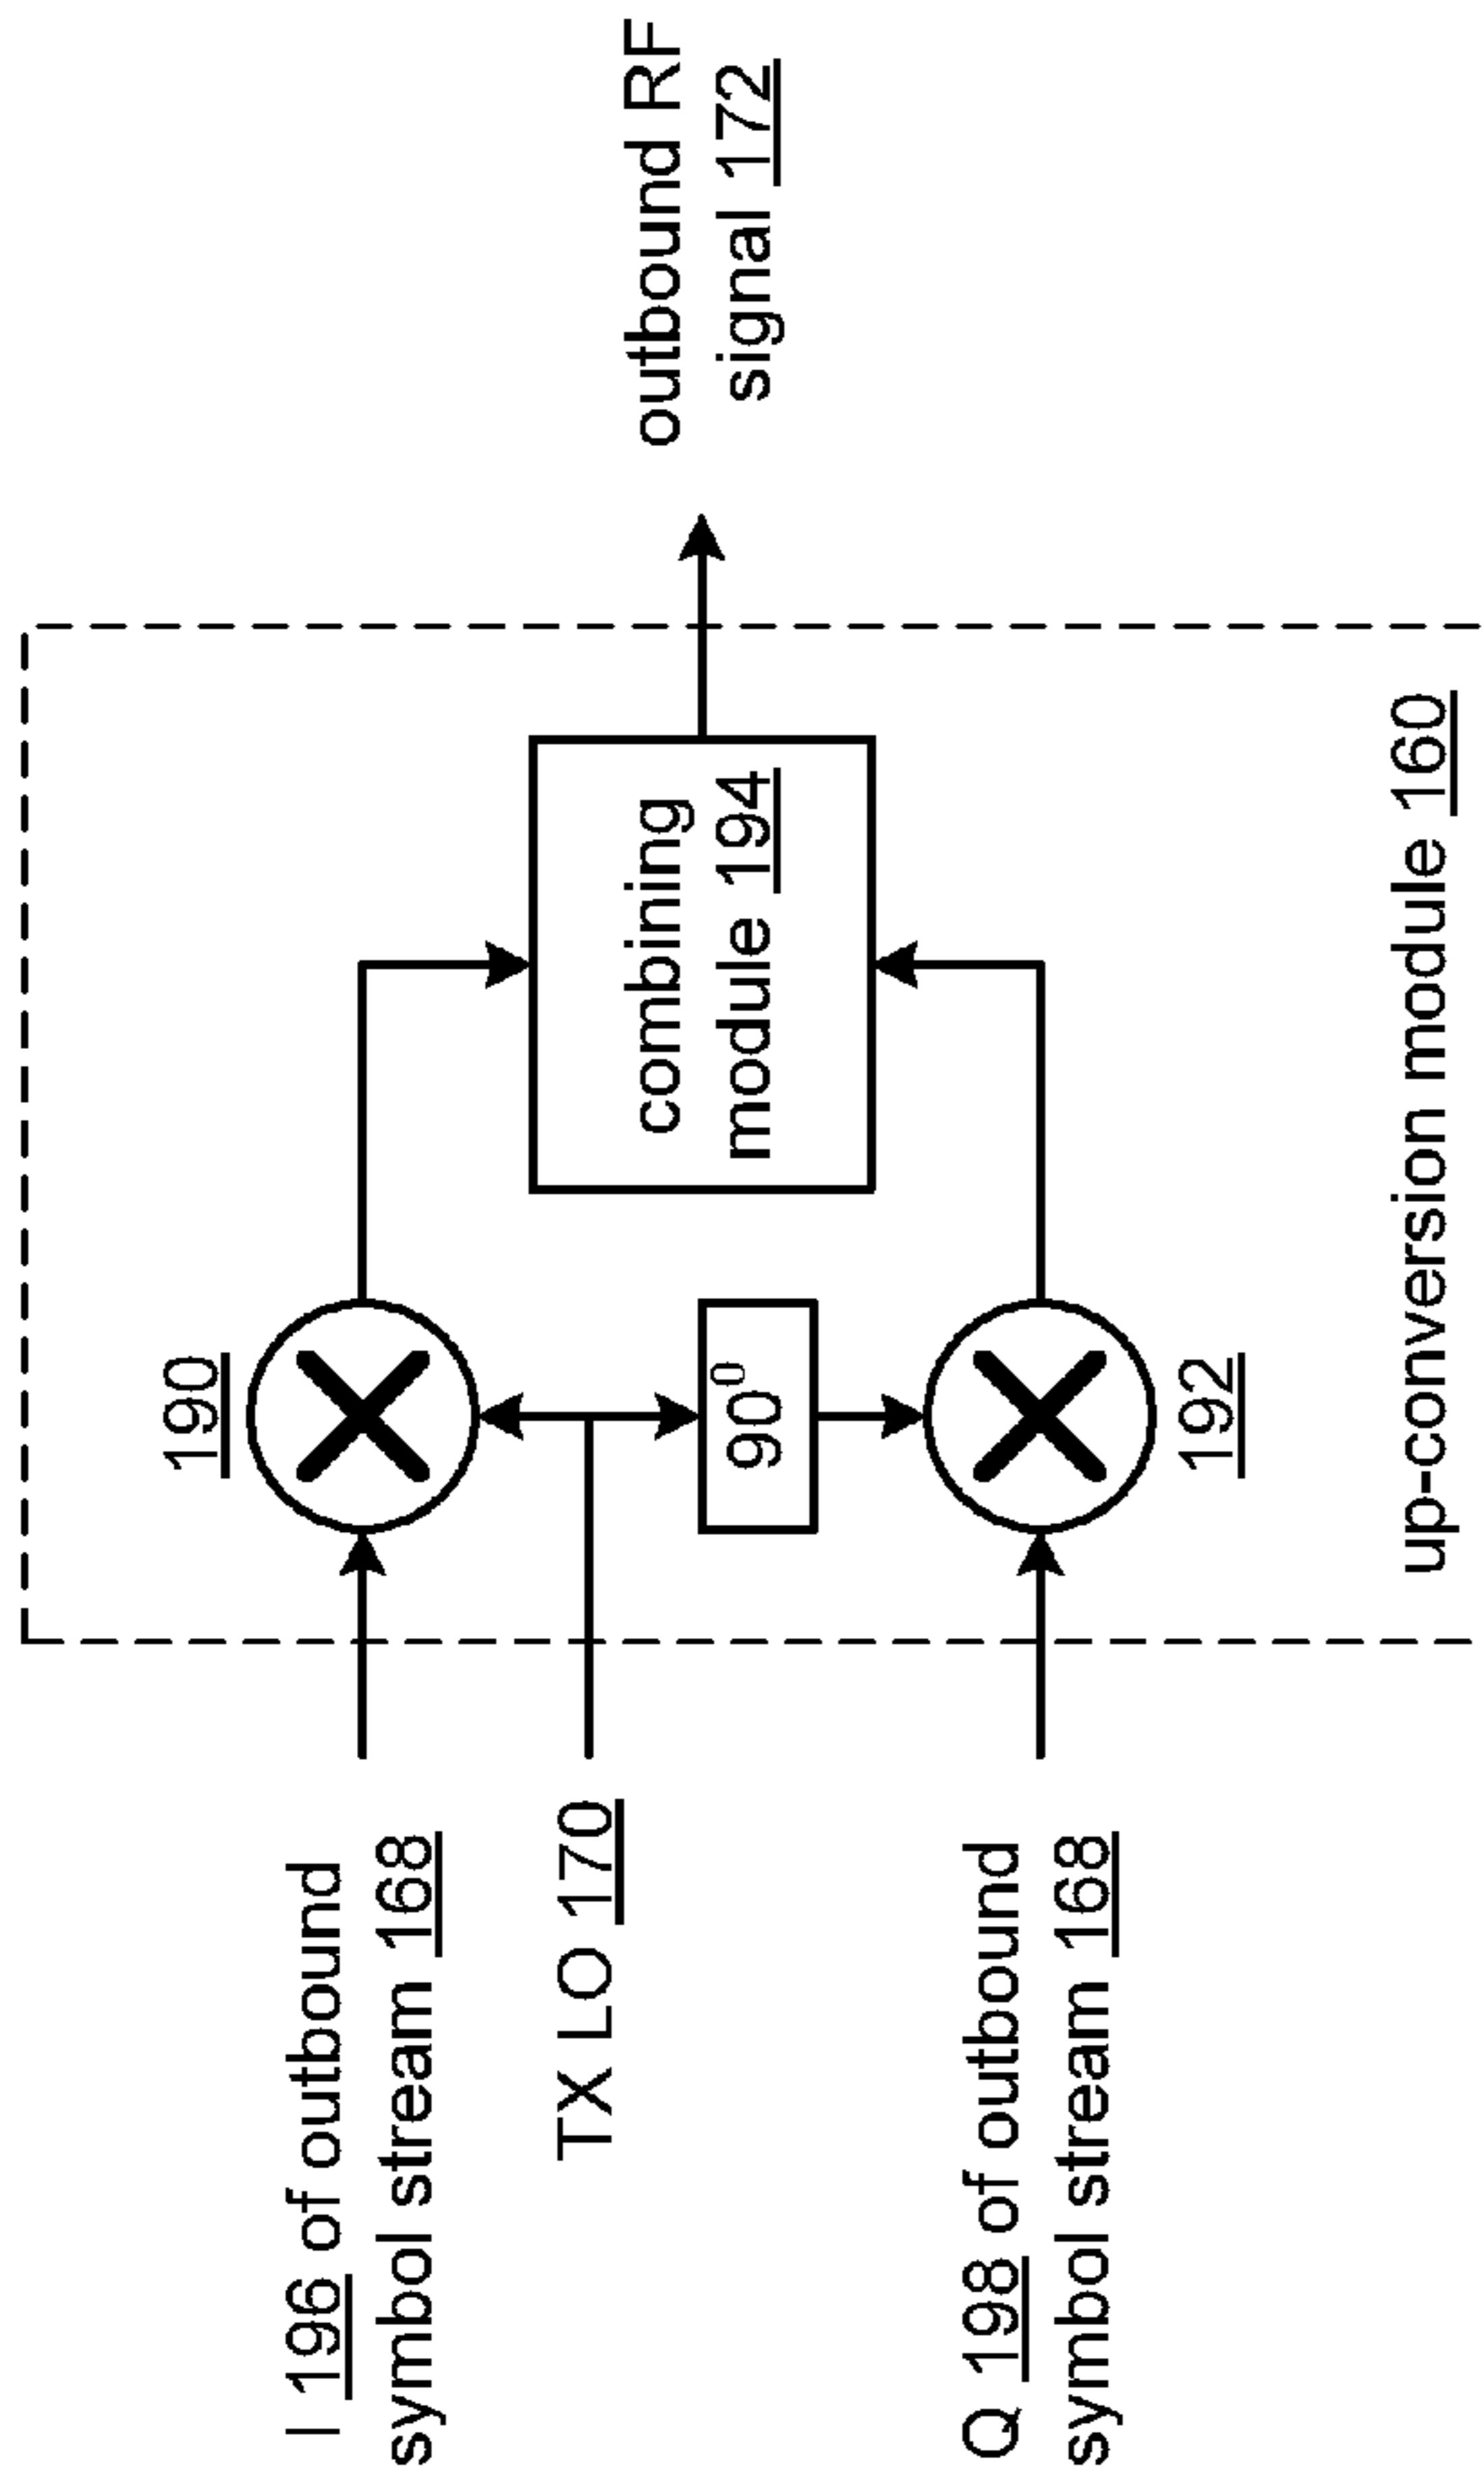 I 196 of outbound
symbol stream 168
TX LO 170
Q 198 of outbound
symbol stream 168
190
90⁰
192
combining
module 194
up-conversion module 160
outbound RF
signal 172